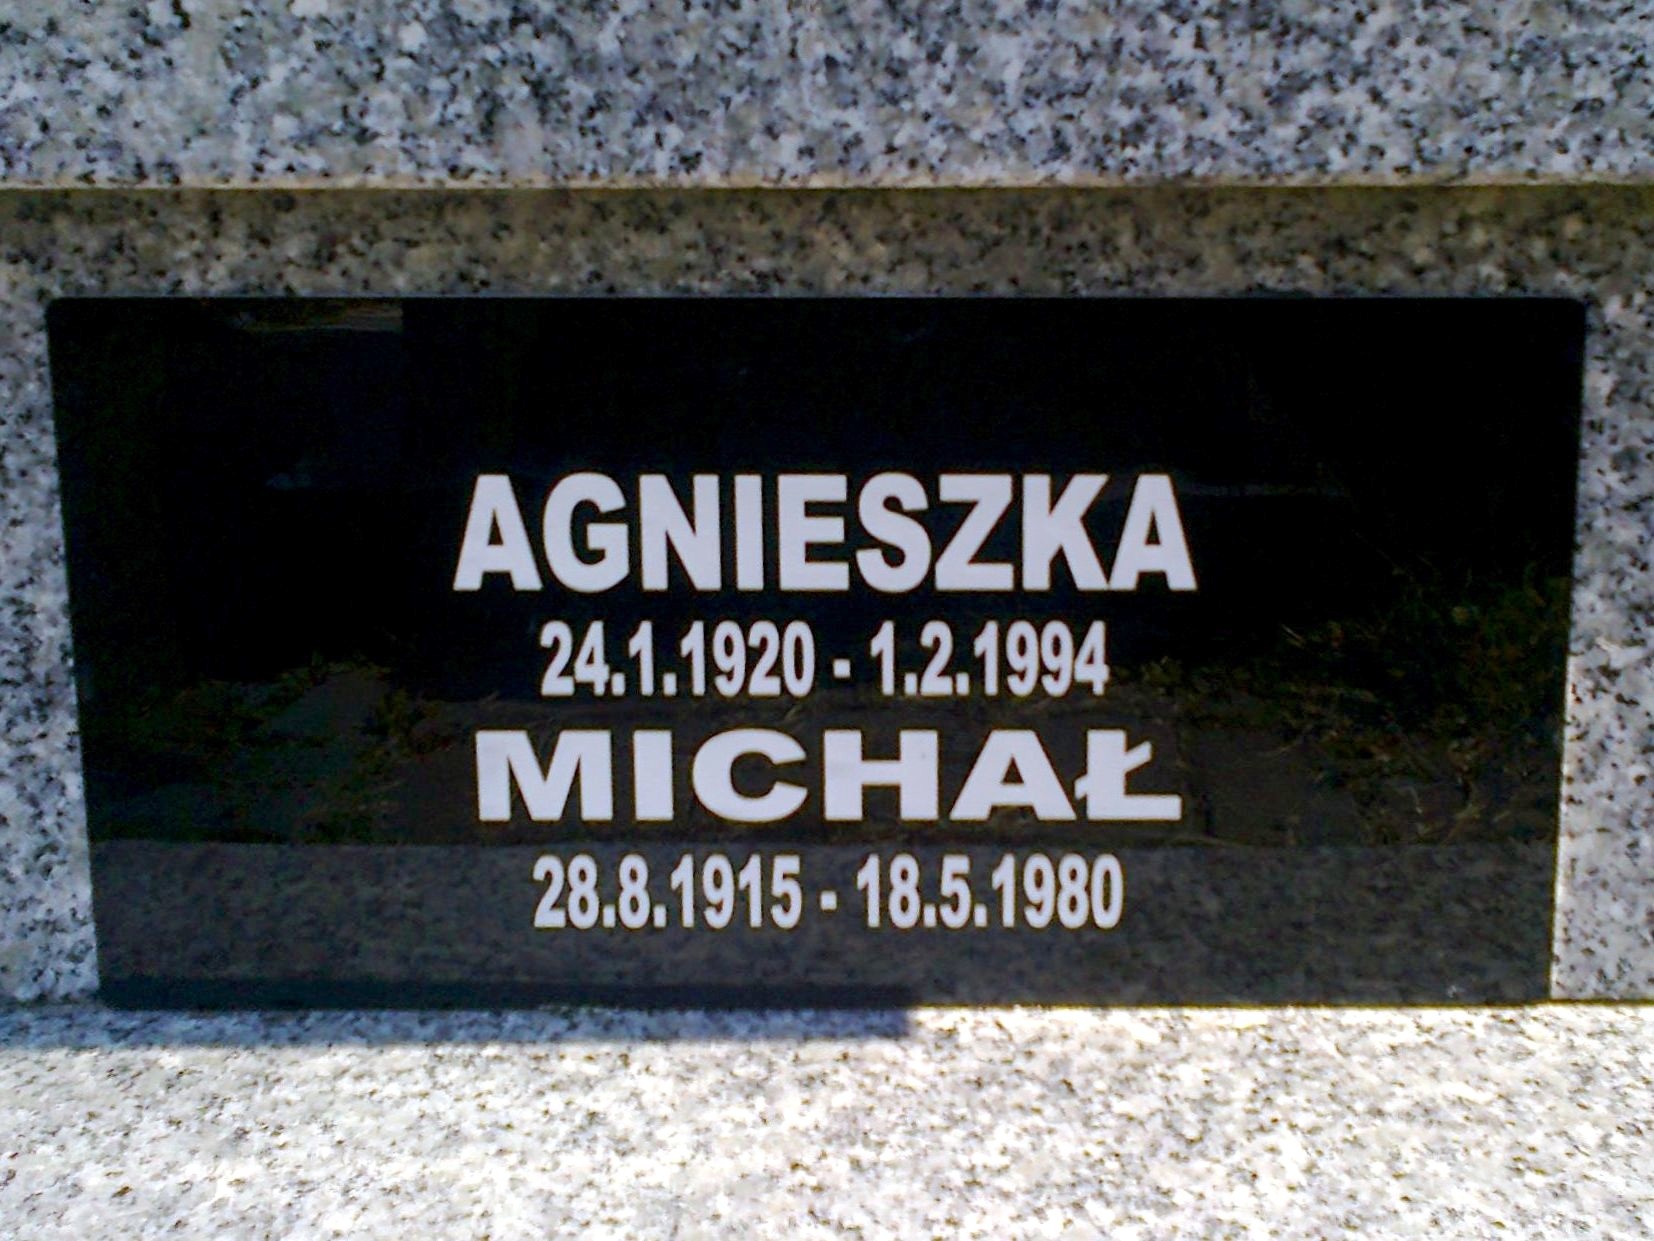 AGNIESZKA
24.1.1920 - 1.2.1994
MICHAŁ
28.8.1915 - 18.5.1980